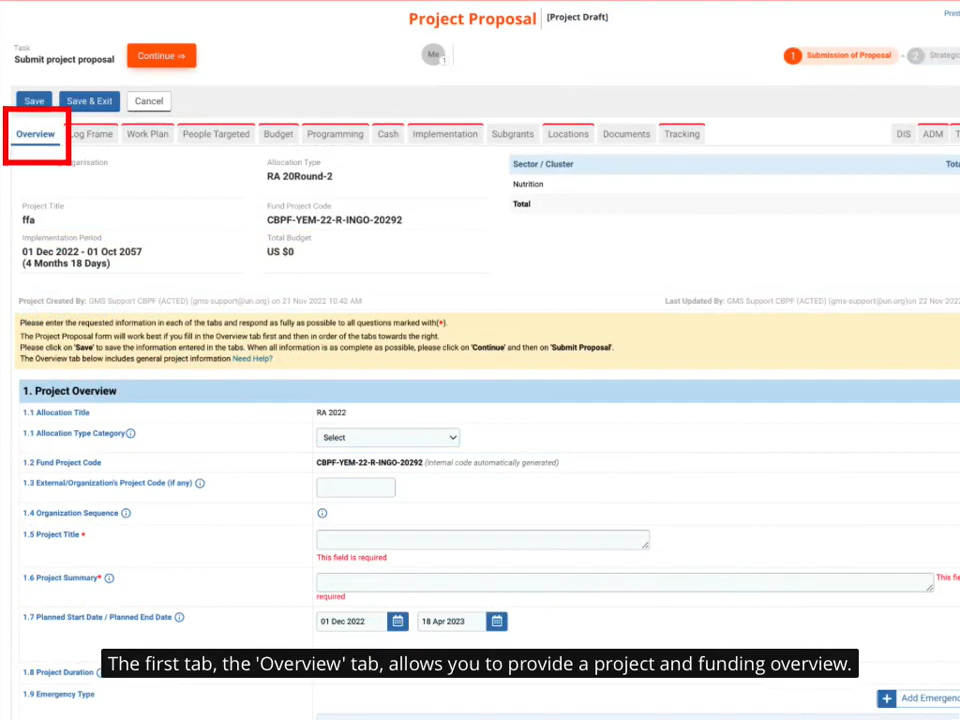 Project Proposal [Project Draft]
Print
Task
Submit project proposal
Continue ⇒
Me
1
1 Submission of Proposal
2 Strategic
Save
Save & Exit
Cancel
Overview
Log Frame
Work Plan
People Targeted
Budget
Programming
Cash
Implementation
Subgrants
Locations
Documents
Tracking
DIS
ADM
Allocation Type
RA 20Round-2
Sector / Cluster
Nutrition
Total
Project Title
ffa
Fund Project Code
CBPF-YEM-22-R-INGO-20292
Implementation Period
01 Dec 2022 - 01 Oct 2057
(4 Months 18 Days)
Total Budget
US $0
Project Created By: GMS Support CBPF (ACTED) (gms-support@un.org) on 21 Nov 2022 10:42 AM
Last Updated By: GMS Support CBPF (ACTED) (gms-support@un.org)on 22 Nov 2022
Please enter the requested information in each of the tabs and respond as fully as possible to all questions marked with(*).
The Project Proposal form will work best if you fill in the Overview tab first and then in order of the tabs towards the right.
Please click on 'Save' to save the information entered in the tabs. When all information is as complete as possible, please click on 'Continue' and then on 'Submit Proposal'.
The Overview tab below includes general project information Need Help?
1. Project Overview
1.1 Allocation Title
RA 2022
1.1 Allocation Type Category
Select
1.2 Fund Project Code
CBPF-YEM-22-R-INGO-20292 (internal code automatically generated)
1.3 External/Organization's Project Code (if any)
1.4 Organization Sequence
1.5 Project Title *
This field is required
1.6 Project Summary*
This fie
required
1.7 Planned Start Date / Planned End Date
01 Dec 2022
18 Apr 2023
The first tab, the 'Overview' tab, allows you to provide a project and funding overview.
1.8 Project Duration
1.9 Emergency Type
+ Add Emergenc